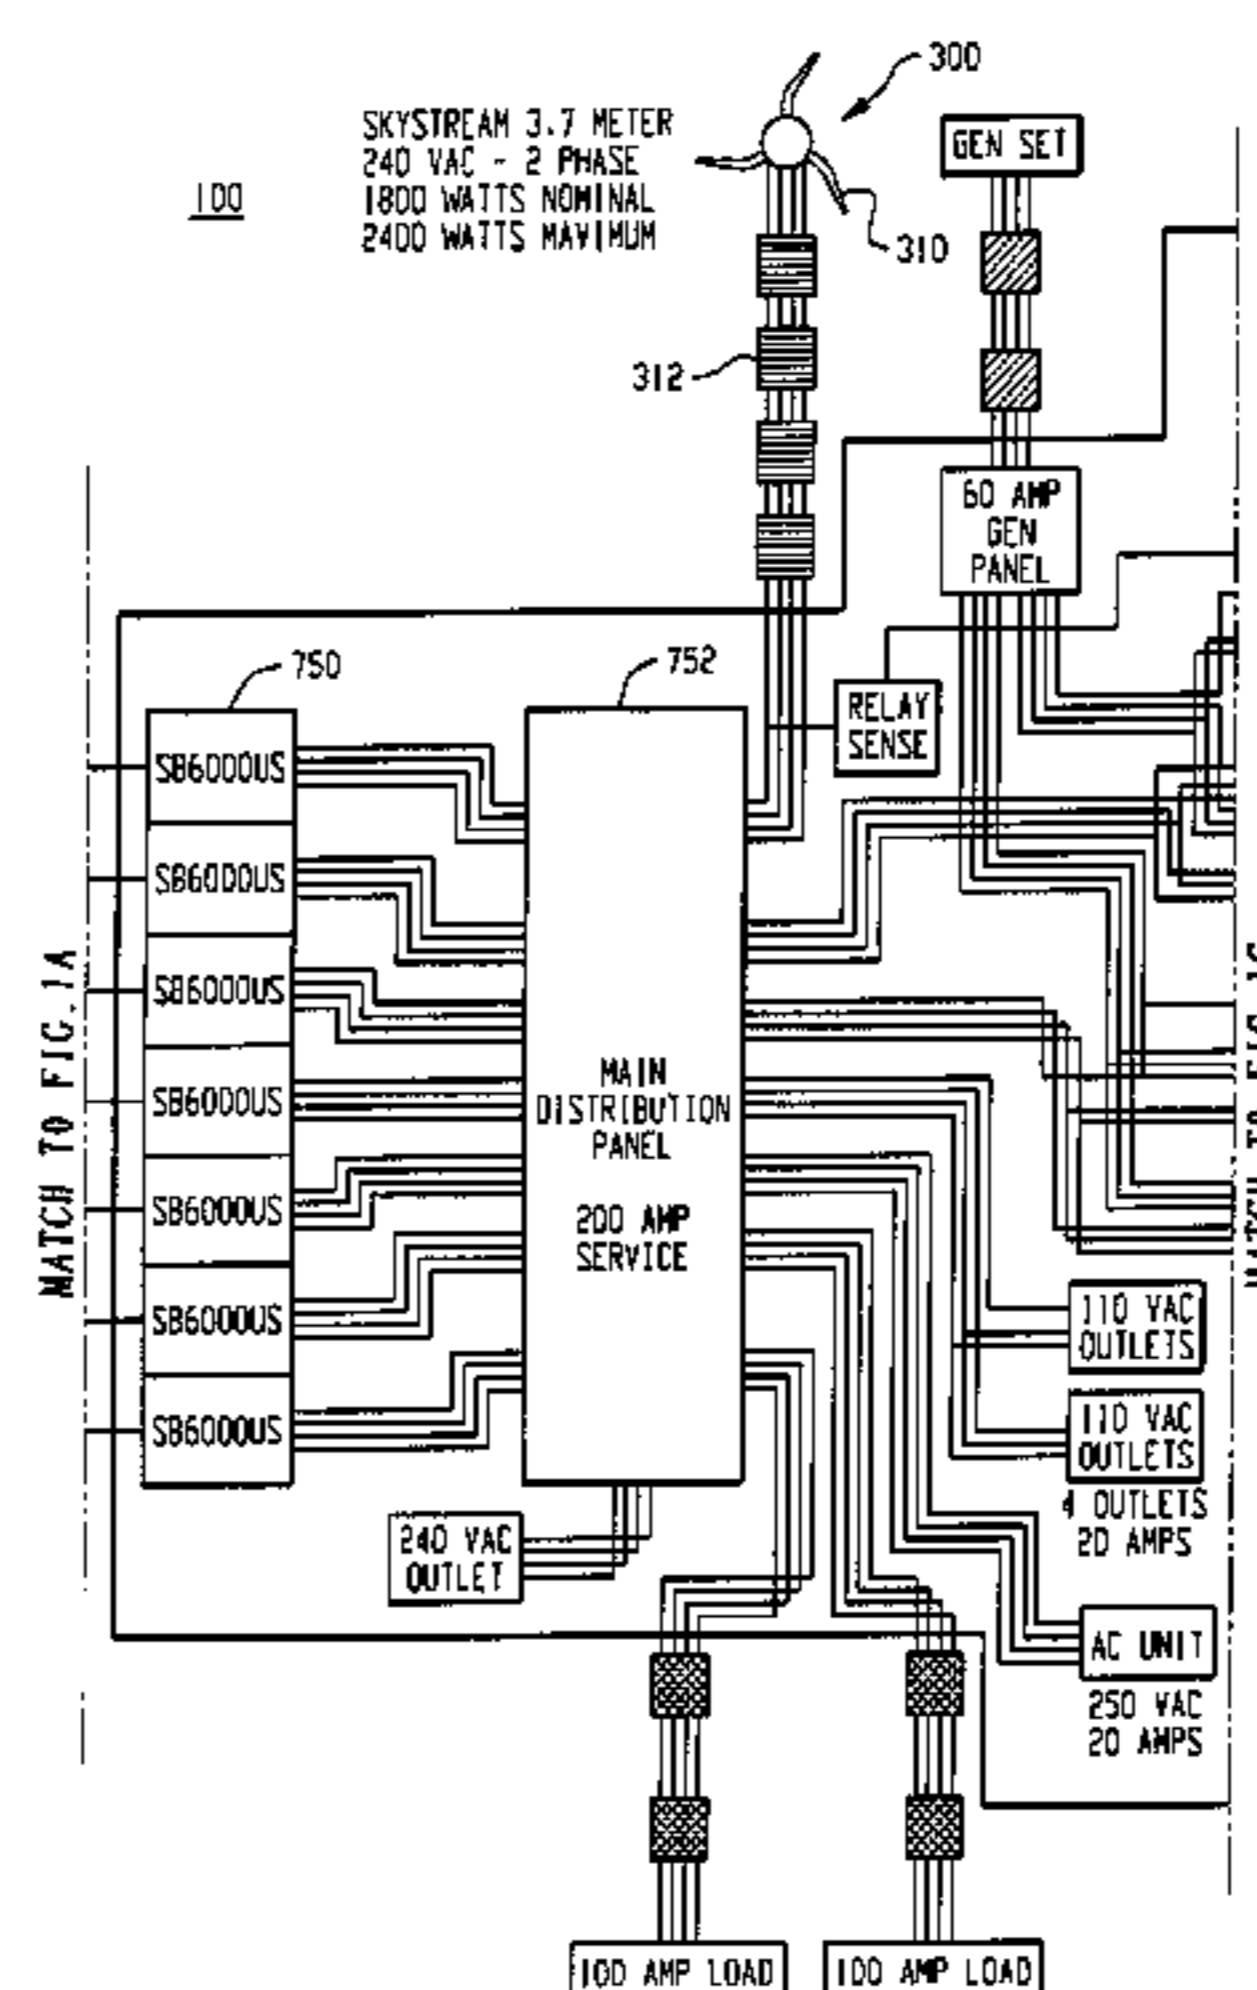 300
SKYSTREAM 3.7 METER
240 VAC - 2 PHASE
1800 WATTS NOMINAL
2400 WATTS MAVIMUM
GEN SET
100
310
312
60 AMP
GEN
PANEL
750
752
RELAY
SENSE
SB6000US
SB6000US
SB6000US
SB6000US
SB6000US
SB6000US
SB6000US
MATCH TO FIG.1A
MAIN
DISTRIBUTION
PANEL
200 AMP
SERVICE
110 VAC
OUTLETS
110 VAC
OUTLETS
4 OUTLETS
20 AMPS
240 VAC
OUTLET
AC UNIT
250 VAC
20 AMPS
100 AMP LOAD
100 AMP LOAD